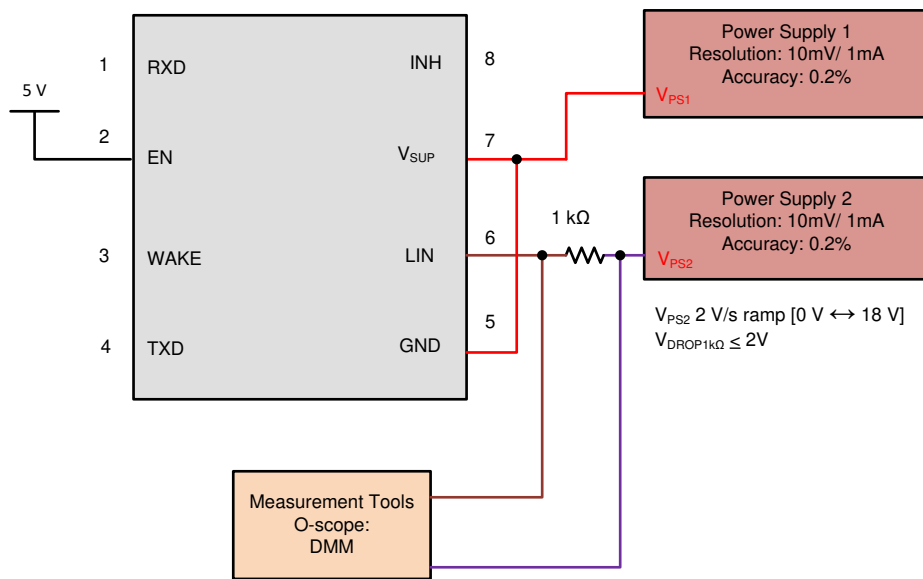 1
RXD
INH
8
5 V
2
EN
7
VSUP
3
WAKE
6
LIN
4
TXD
5
GND
1 kΩ
Power Supply 1
Resolution: 10mV/ 1mA
Accuracy: 0.2%
VPS1
Power Supply 2
Resolution: 10mV/ 1mA
Accuracy: 0.2%
VPS2
VPS2 2 V/s ramp [0 V ↔ 18 V]
VDROP1kΩ ≤ 2V
Measurement Tools
O-scope:
DMM